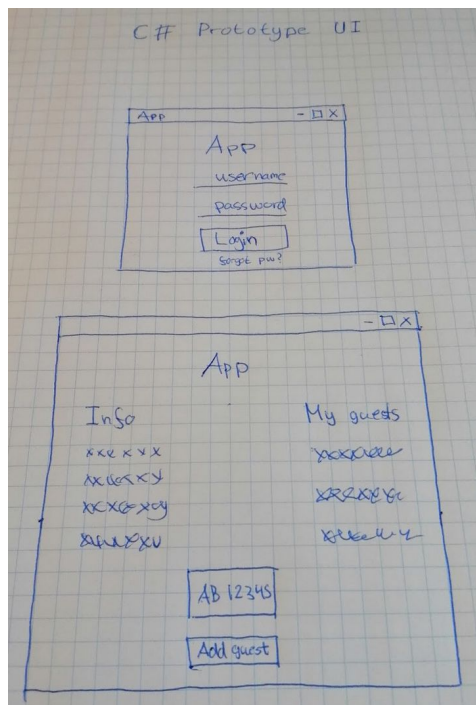 C# Prototype UI
App - □ X
App
username
password
Login
forgot pw?
- □ X
App
Info
My guests
AB 12345
Add guest